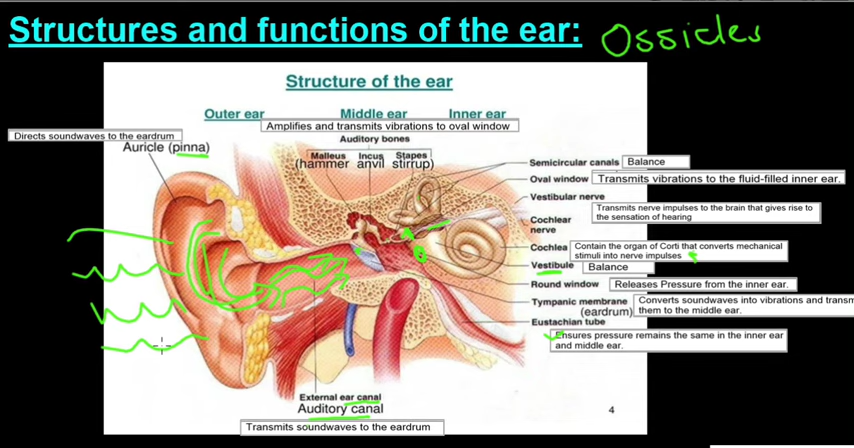 Structures and functions of the ear:
Ossicles
Structure of the ear
Outer ear
Middle ear
Inner ear
Amplifies and transmits vibrations to oval window
Directs soundwaves to the eardrum
Auricle (pinna)
Auditory bones
Malleus Incus Stapes
(hammer anvil stirrup)
Semicircular canals
Balance
Oval window
Transmits vibrations to the fluid-filled inner ear.
Vestibular nerve
Transmits nerve impulses to the brain that gives rise to
the sensation of hearing
Cochlear
nerve
Cochlea
Contain the organ of Corti that converts mechanical
stimuli into nerve impulses
Vestibule
Balance
Round window
Releases Pressure from the inner ear.
Tympanic membrane
(eardrum)
Converts soundwaves into vibrations and transm
them to the middle ear.
Eustachian tube
Ensures pressure remains the same in the inner ear
and middle ear.
External ear canal
Auditory canal
Transmits soundwaves to the eardrum
4